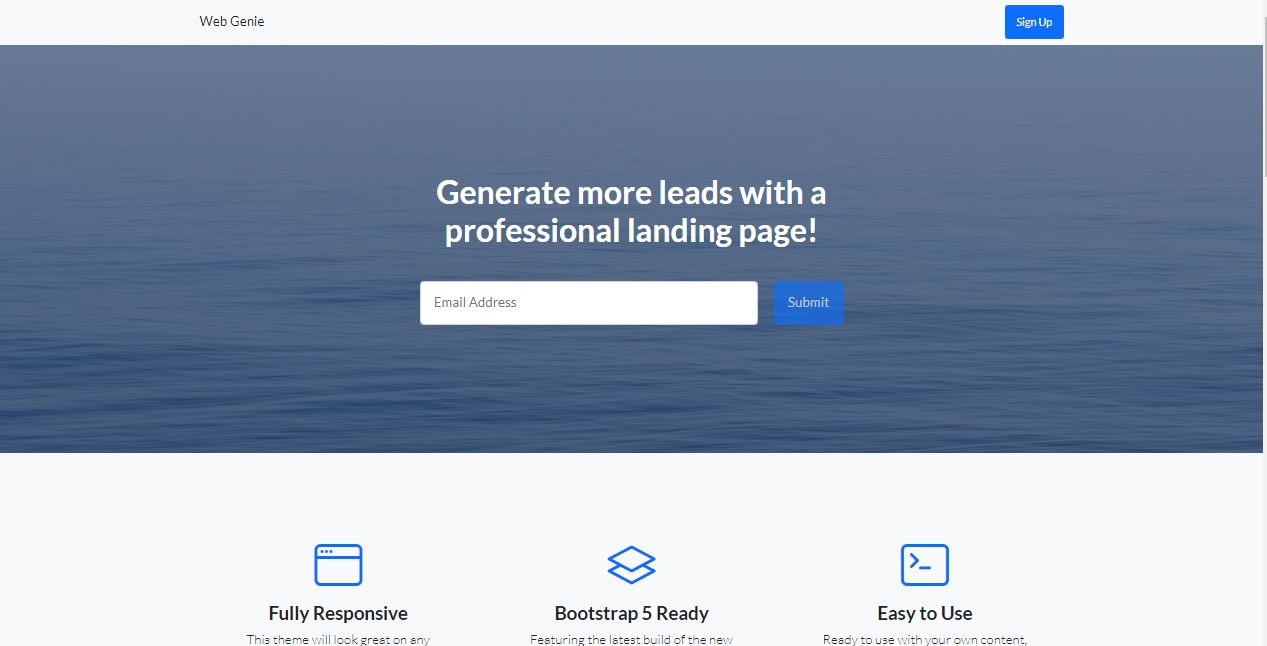 Web Genie
Sign Up
Generate more leads with a
professional landing page!
Email Address
Submit
Fully Responsive
Bootstrap 5 Ready
Easy to Use
This theme will look great on any
Featuring the latest build of the new
Ready to use with your own content,